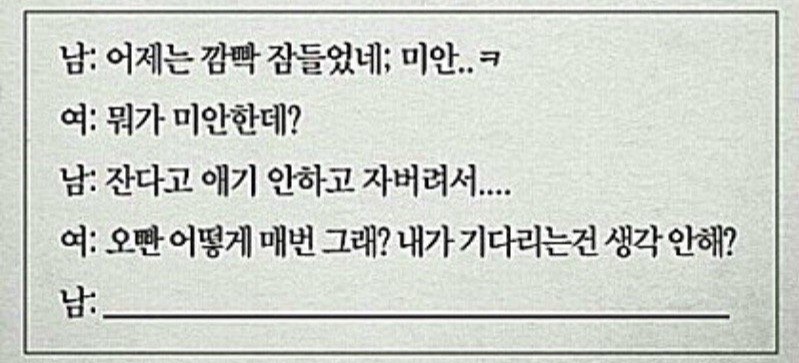 남: 어제는 깜빡 잠들었네; 미안..ㅋ
여: 뭐가 미안한데?
남: 잔다고 얘기 안하고 자버려서....
여: 오빤 어떻게 매번 그래? 내가 기다리는건 생각 안해?
남: